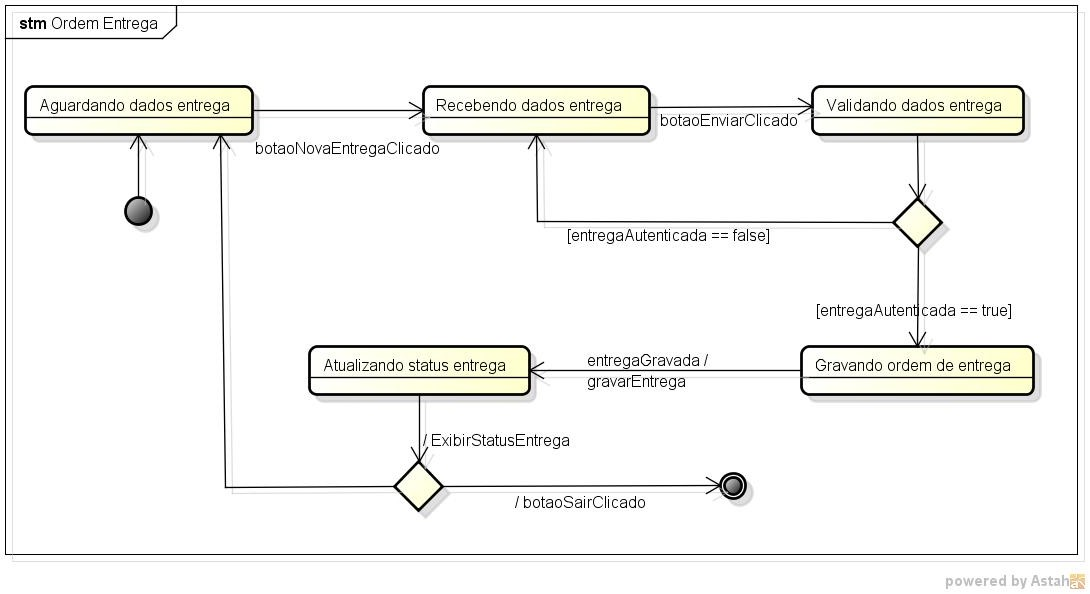 stm Ordem Entrega
Aguardando dados entrega
Recebendo dados entrega
Validando dados entrega
botaoEnviarClicado
botaoNovaEntregaClicado
[entregaAutenticada == false]
[entregaAutenticada == true]
Atualizando status entrega
entregaGravada /
gravarEntrega
Gravando ordem de entrega
/ ExibirStatusEntrega
/ botaoSairClicado
powered by Astah